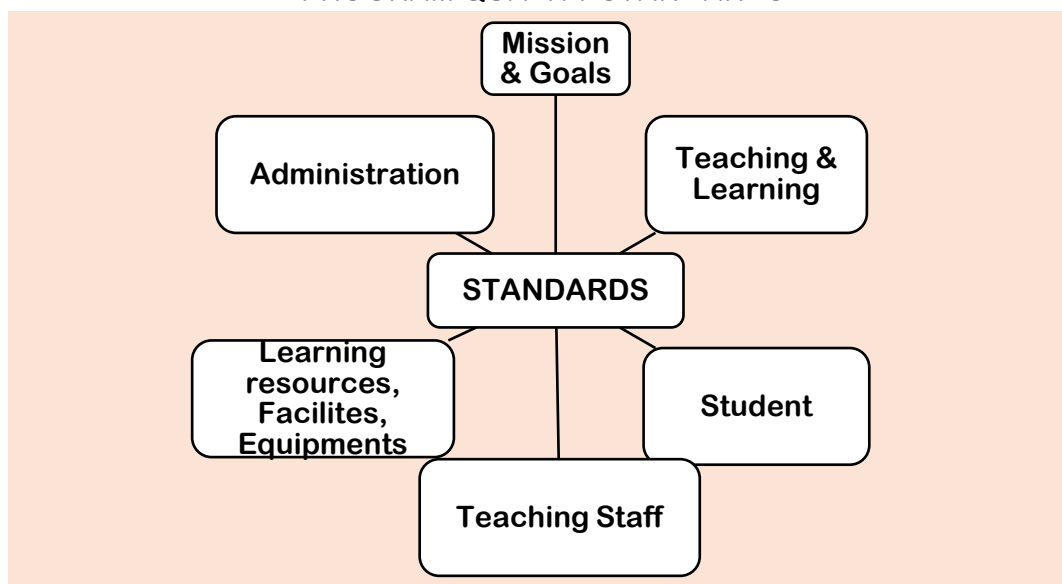 Mission
& Goals
Administration
Teaching &
Learning
STANDARDS
Learning
resources,
Facilites,
Equipments
Student
Teaching Staff